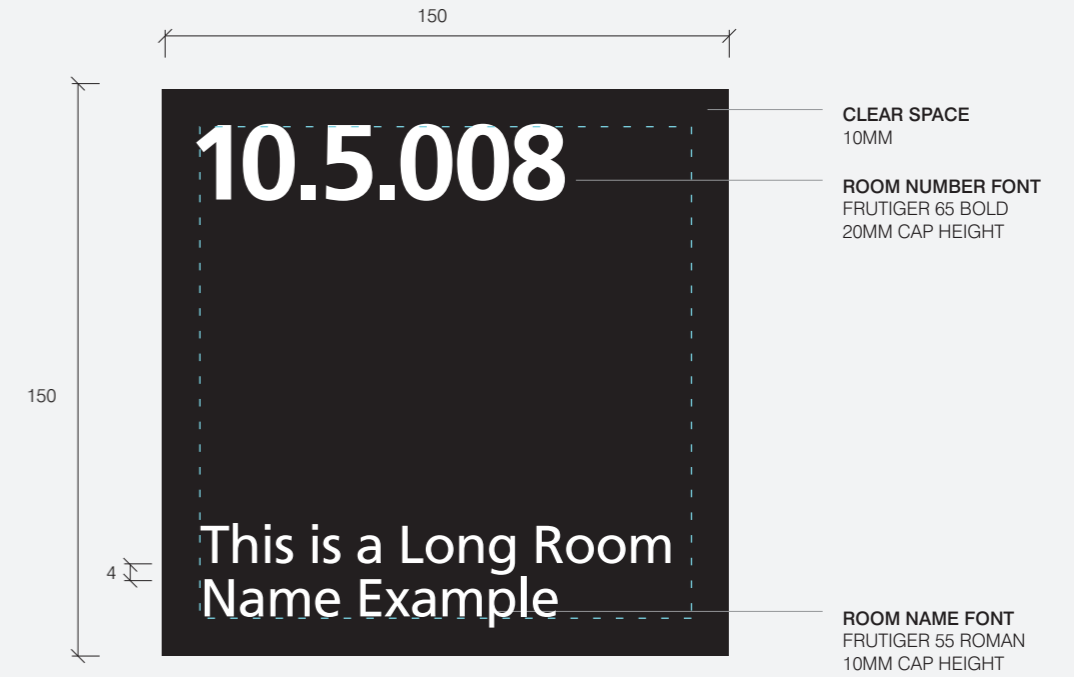 150
150
10.5.008
CLEAR SPACE
10MM
ROOM NUMBER FONT
FRUTIGER 65 BOLD
20MM CAP HEIGHT
This is a Long Room
Name Example
4
ROOM NAME FONT
FRUTIGER 55 ROMAN
10MM CAP HEIGHT